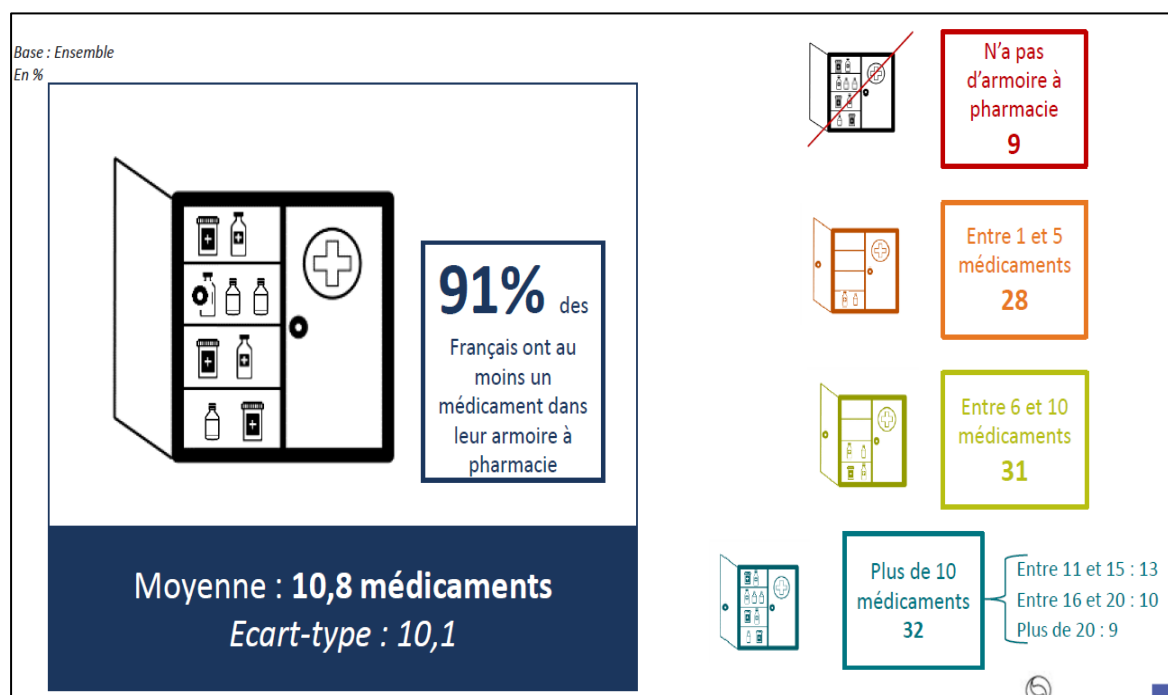 Base : Ensemble
En %
91% des
Français ont au
moins un
médicament dans
leur armoire à
pharmacie
Moyenne : 10,8 médicaments
Ecart-type : 10,1
N'a pas
d'armoire à
pharmacie
9
Entre 1 et 5
médicaments
28
Entre 6 et 10
médicaments
31
Plus de 10
médicaments
32
Entre 11 et 15 : 13
Entre 16 et 20 : 10
Plus de 20 : 9